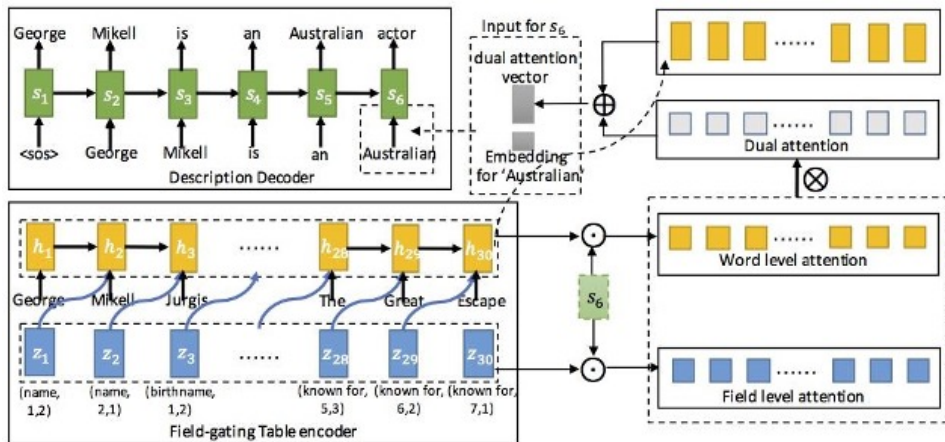 George Mikell is an Australian actor
s1 s2 s3 s4 s5 s6
<sos> George Mikell is an Australian
Description Decoder
Input for s6
dual attention
vector
Embedding
for 'Australian'
......
......
Dual attention
h1 h2 h3 ...... h28 h29 h30
George Mikell Jurgis The Great Escape
z1 z2 z3 ...... z28 z29 z30
(name, (name, (birthname, (known for, (known for, (known for,
1,2) 2,1) 1,2) 5,3) 6,2) 7,1)
Field-gating Table encoder
s6
......
Word level attention
......
Field level attention